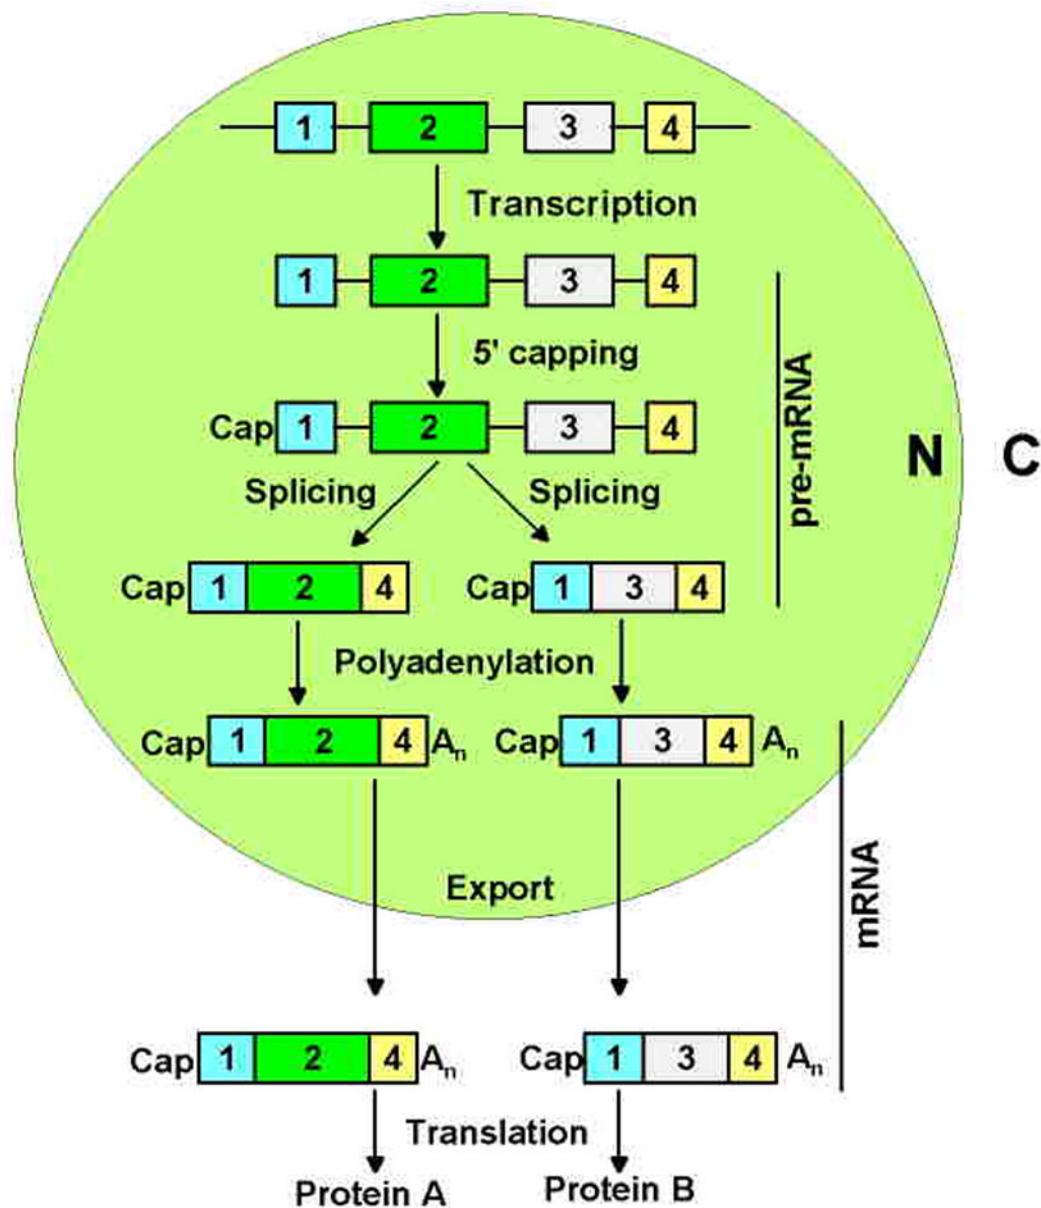 1 2 3 4
Transcription
1 2 3 4
5' capping
Cap 1 2 3 4
pre-mRNA
N C
Splicing Splicing
Cap 1 2 4 Cap 1 3 4
Polyadenylation
Cap 1 2 4 An Cap 1 3 4 An
Export
mRNA
Cap 1 2 4 An Cap 1 3 4 An
Translation
Protein A Protein B